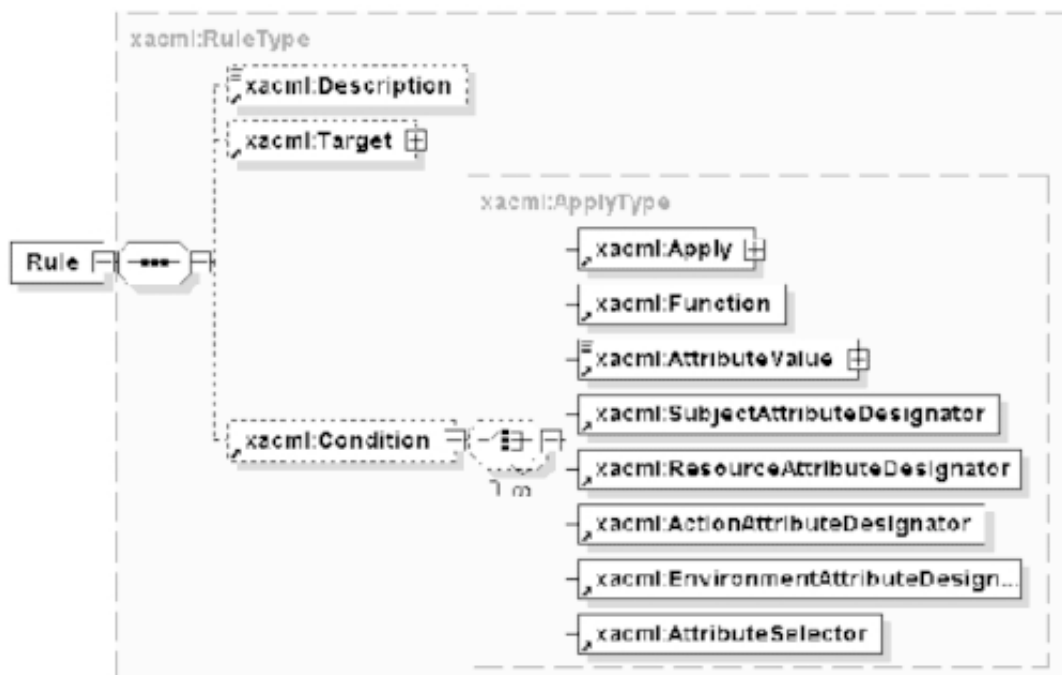 xacml:RuleType
xacml:Description
xacml:Target
xacml:ApplyType
xacml:Apply
Rule
xacml:Function
xacml:AttributeValue
xacml:SubjectAttributeDesignator
xacml:Condition
xacml:ResourceAttributeDesignator
xacml:ActionAttributeDesignator
xacml:EnvironmentAttributeDesign...
xacml:AttributeSelector